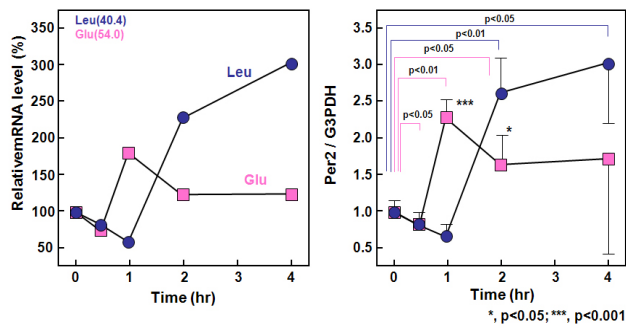 Leu(40.4)
Glu(54.0)
RelativemRNA level (%)
350
300
250
200
150
100
50
Leu
Glu
0
1
2
3
4
Time (hr)
Per2 / G3PDH
3.5
3.0
2.5
2.0
1.5
1.0
0.5
p<0.05
p<0.01
p<0.05
p<0.01
p<0.05
***
*
0
1
2
3
4
Time (hr)
*, p<0.05; ***, p<0.001